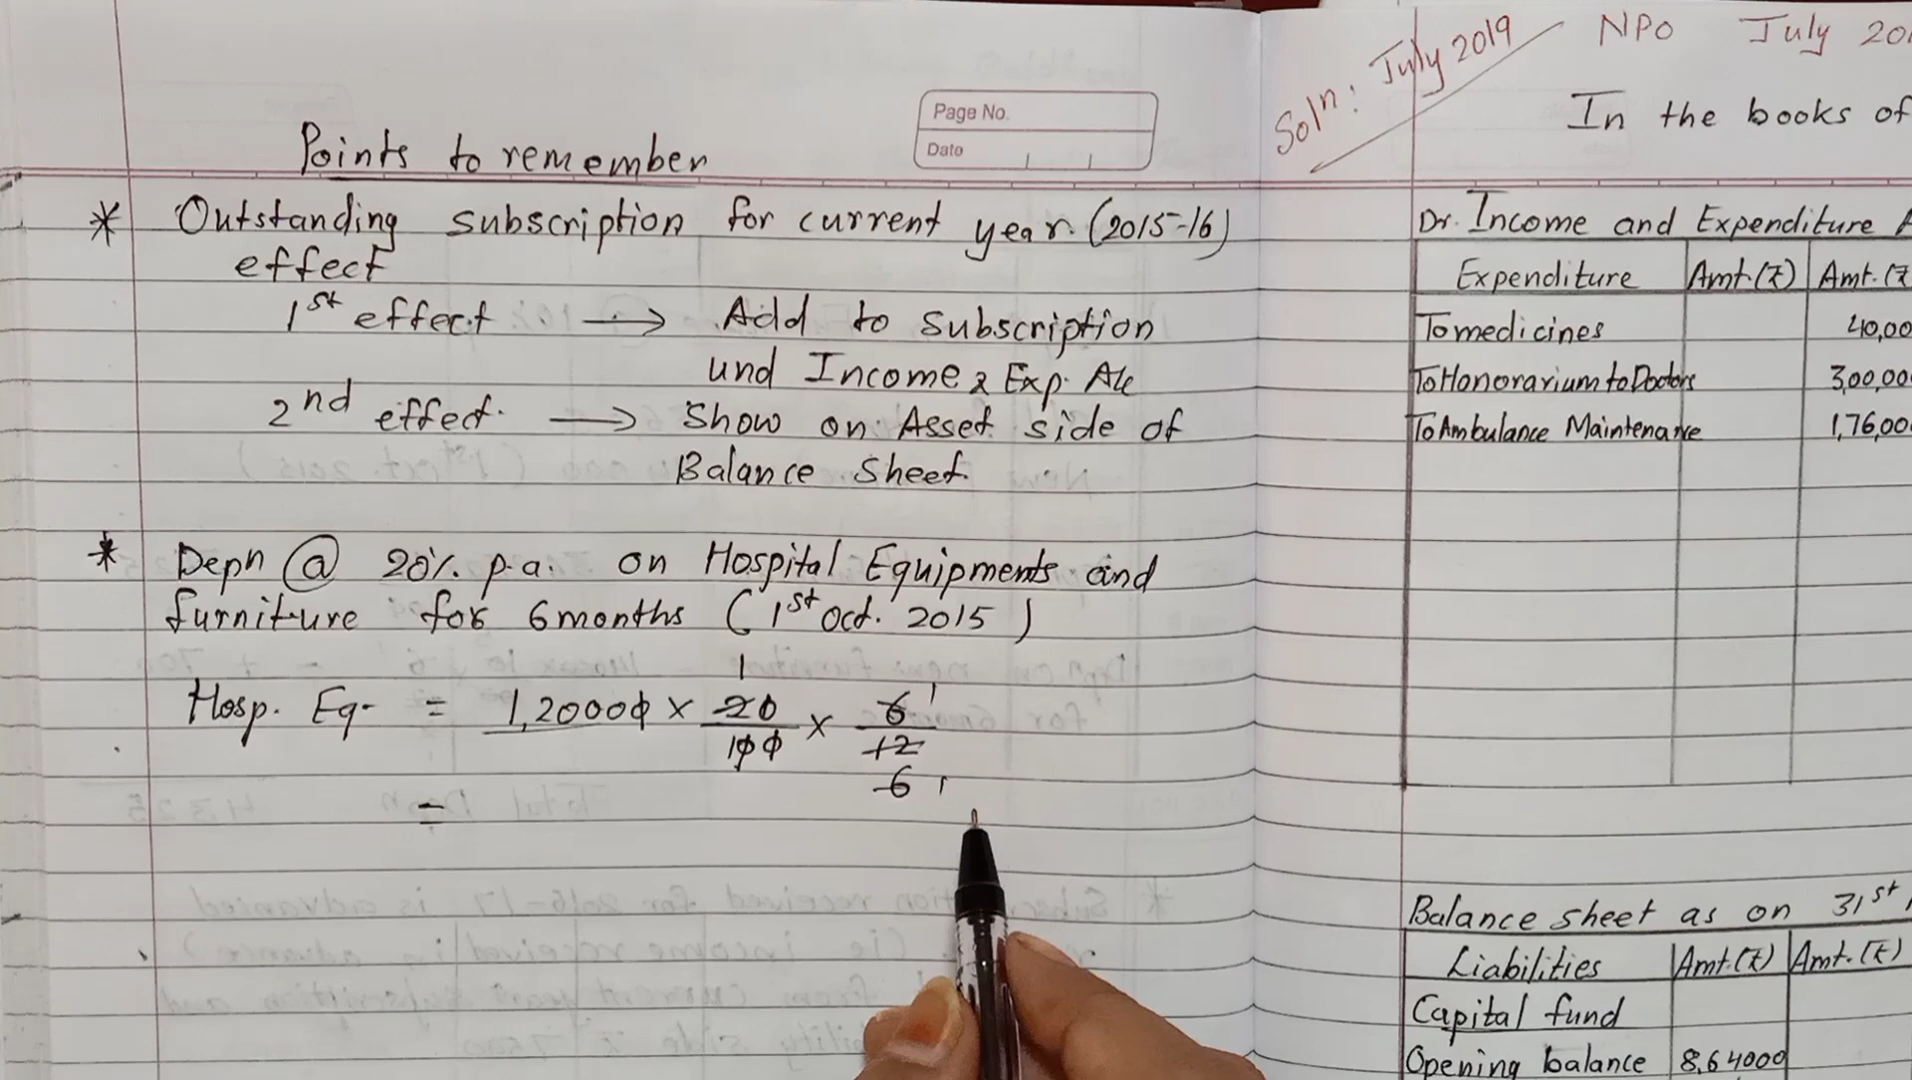 Soln: July 2019
NPO July 20
In the books of
Page No.
Date
Points to remember
* Outstanding subscription for current year (2015-16)
effect
1st effect → Add to subscription
und Income & Exp. A/c
2nd effect. → Show on Asset side of
Balance Sheet.
* Depn @ 20% p.a. on Hospital Equipments and
furniture for 6 months (1st Oct. 2015)
1
Hosp. Eq. = 1,20000 × 20/100 × 6/12 1
6 1
=
Dr. Income and Expenditure A
Expenditure Amt.(₹) Amt.(₹
To medicines 40,00
To Honorarium to Doctors 3,00,00
To Ambulance Maintenance 1,76,00
Balance sheet as on 31st
Liabilities Amt.(₹) Amt.(₹)
Capital fund
Opening balance 8,64000